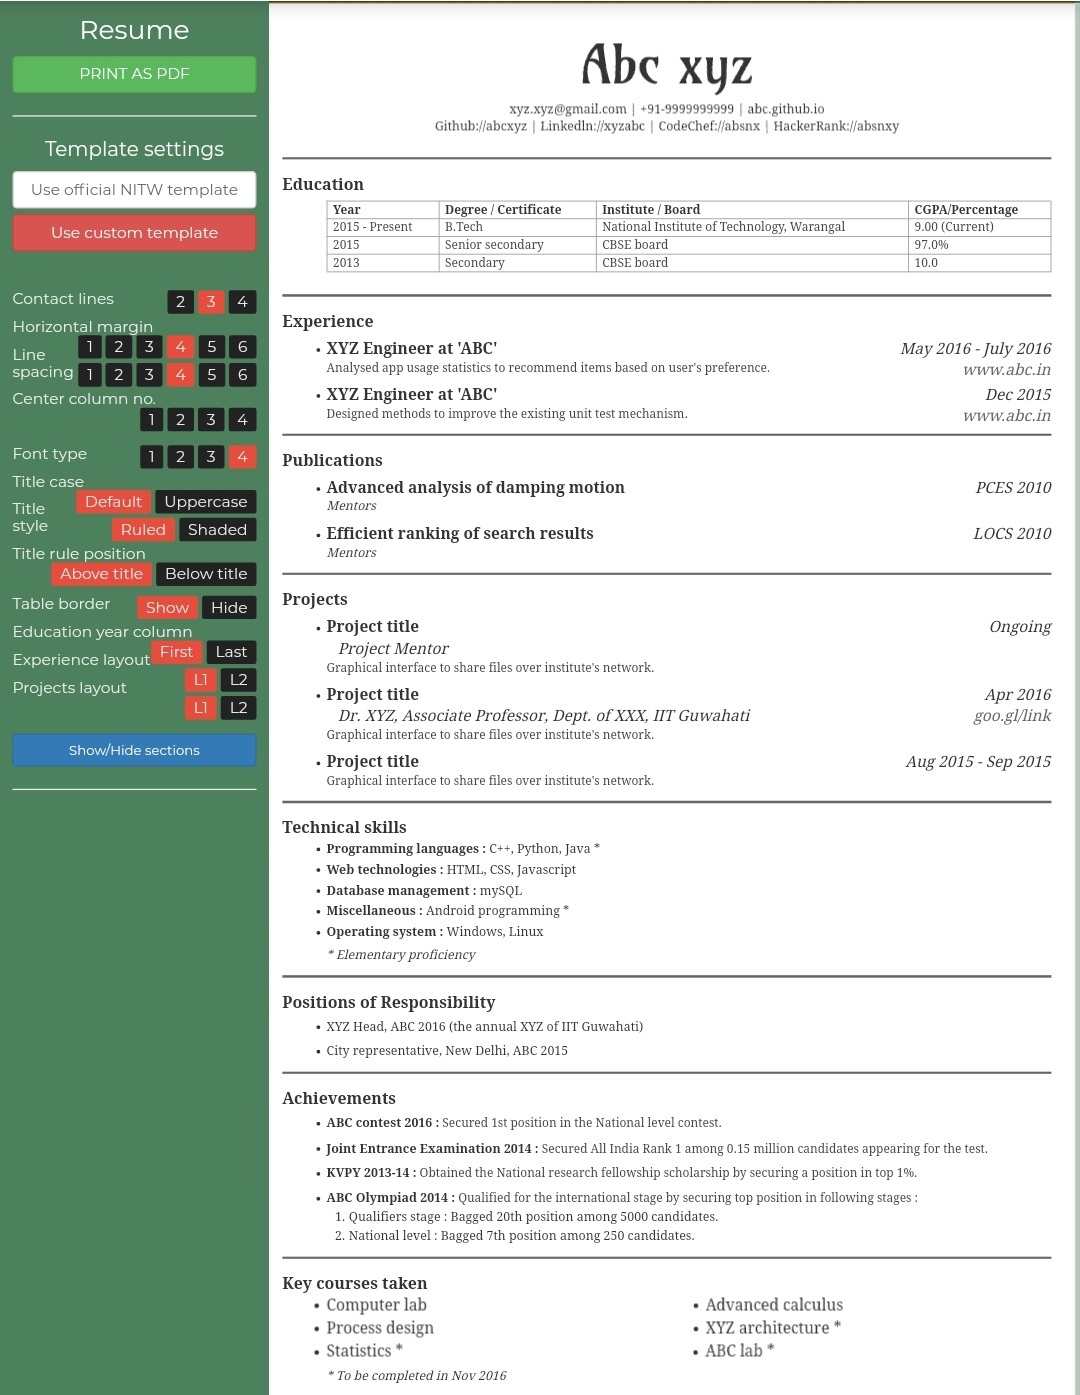 Resume
PRINT AS PDF
Template settings
Use official NITW template
Use custom template
Contact lines 2 3 4
Horizontal margin
1 2 3 4 5 6
Line spacing 1 2 3 4 5 6
Center column no.
1 2 3 4
Font type 1 2 3 4
Title case
Default Uppercase
Title style
Ruled Shaded
Title rule position
Above title Below title
Table border Show Hide
Education year column
First Last
Experience layout
L1 L2
Projects layout
L1 L2
Show/Hide sections
Abc xyz
xyz.xyz@gmail.com | +91-9999999999 | abc.github.io
Github://abcxyz | Linkedln://xyzabc | CodeChef://absnx | HackerRank://absnxy
Education
Year Degree / Certificate Institute / Board CGPA/Percentage
2015 - Present B.Tech National Institute of Technology, Warangal 9.00 (Current)
2015 Senior secondary CBSE board 97.0%
2013 Secondary CBSE board 10.0
Experience
• XYZ Engineer at 'ABC' May 2016 - July 2016
Analysed app usage statistics to recommend items based on user's preference. www.abc.in
• XYZ Engineer at 'ABC' Dec 2015
Designed methods to improve the existing unit test mechanism. www.abc.in
Publications
• Advanced analysis of damping motion PCES 2010
Mentors
• Efficient ranking of search results LOCS 2010
Mentors
Projects
• Project title Ongoing
Project Mentor
Graphical interface to share files over institute's network.
• Project title Apr 2016
Dr. XYZ, Associate Professor, Dept. of XXX, IIT Guwahati goo.gl/link
Graphical interface to share files over institute's network.
• Project title Aug 2015 - Sep 2015
Graphical interface to share files over institute's network.
Technical skills
• Programming languages : C++, Python, Java *
• Web technologies : HTML, CSS, Javascript
• Database management : mySQL
• Miscellaneous : Android programming *
• Operating system : Windows, Linux
* Elementary proficiency
Positions of Responsibility
• XYZ Head, ABC 2016 (the annual XYZ of IIT Guwahati)
• City representative, New Delhi, ABC 2015
Achievements
• ABC contest 2016 : Secured 1st position in the National level contest.
• Joint Entrance Examination 2014 : Secured All India Rank 1 among 0.15 million candidates appearing for the test.
• KVPY 2013-14 : Obtained the National research fellowship scholarship by securing a position in top 1%.
• ABC Olympiad 2014 : Qualified for the international stage by securing top position in following stages :
1. Qualifiers stage : Bagged 20th position among 5000 candidates.
2. National level : Bagged 7th position among 250 candidates.
Key courses taken
• Computer lab • Advanced calculus
• Process design • XYZ architecture *
• Statistics * • ABC lab *
* To be completed in Nov 2016